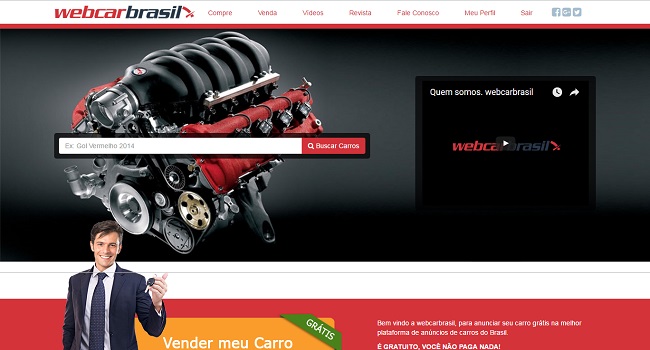 webcarbrasil
Compre Venda Vídeos Revista Fale Conosco Meu Perfil Sair
Quem somos. webcarbrasil
webcarbrasil
Ex: Gol Vermelho 2014
Buscar Carros
GRÁTIS
Vender meu Carro
Bem vindo a webcarbrasil, para anunciar seu carro grátis na melhor
plataforma de anúncios de carros do Brasil.
É GRATUITO, VOCÊ NÃO PAGA NADA!